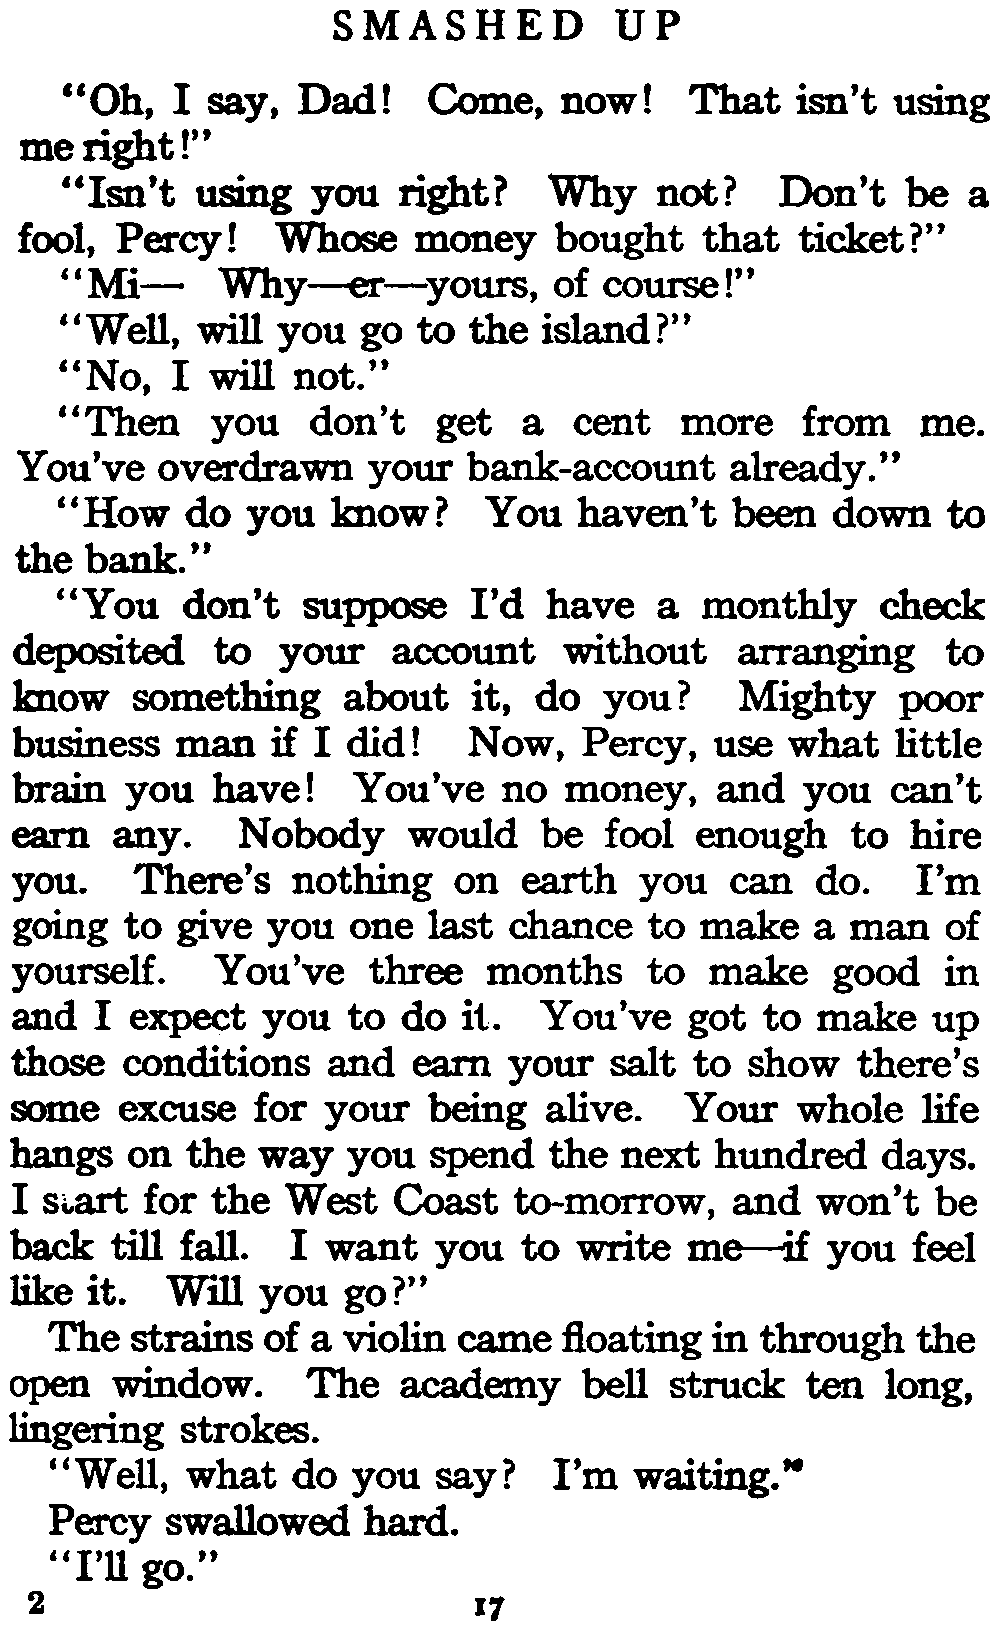 SMASHED UP
"Oh, I say, Dad! Come, now! That isn't using
me right!"
"Isn't using you right? Why not? Don't be a
fool, Percy! Whose money bought that ticket?"
"Mi— Why—er—yours, of course!"
"Well, will you go to the island?"
"No, I will not."
"Then you don't get a cent more from me.
You've overdrawn your bank-account already."
"How do you know? You haven't been down to
the bank."
"You don't suppose I'd have a monthly check
deposited to your account without arranging to
know something about it, do you? Mighty poor
business man if I did! Now, Percy, use what little
brain you have! You've no money, and you can't
earn any. Nobody would be fool enough to hire
you. There's nothing on earth you can do. I'm
going to give you one last chance to make a man of
yourself. You've three months to make good in
and I expect you to do it. You've got to make up
those conditions and earn your salt to show there's
some excuse for your being alive. Your whole life
hangs on the way you spend the next hundred days.
I start for the West Coast to-morrow, and won't be
back till fall. I want you to write me—if you feel
like it. Will you go?"
The strains of a violin came floating in through the
open window. The academy bell struck ten long,
lingering strokes.
"Well, what do you say? I'm waiting."
Percy swallowed hard.
"I'll go."
2 17